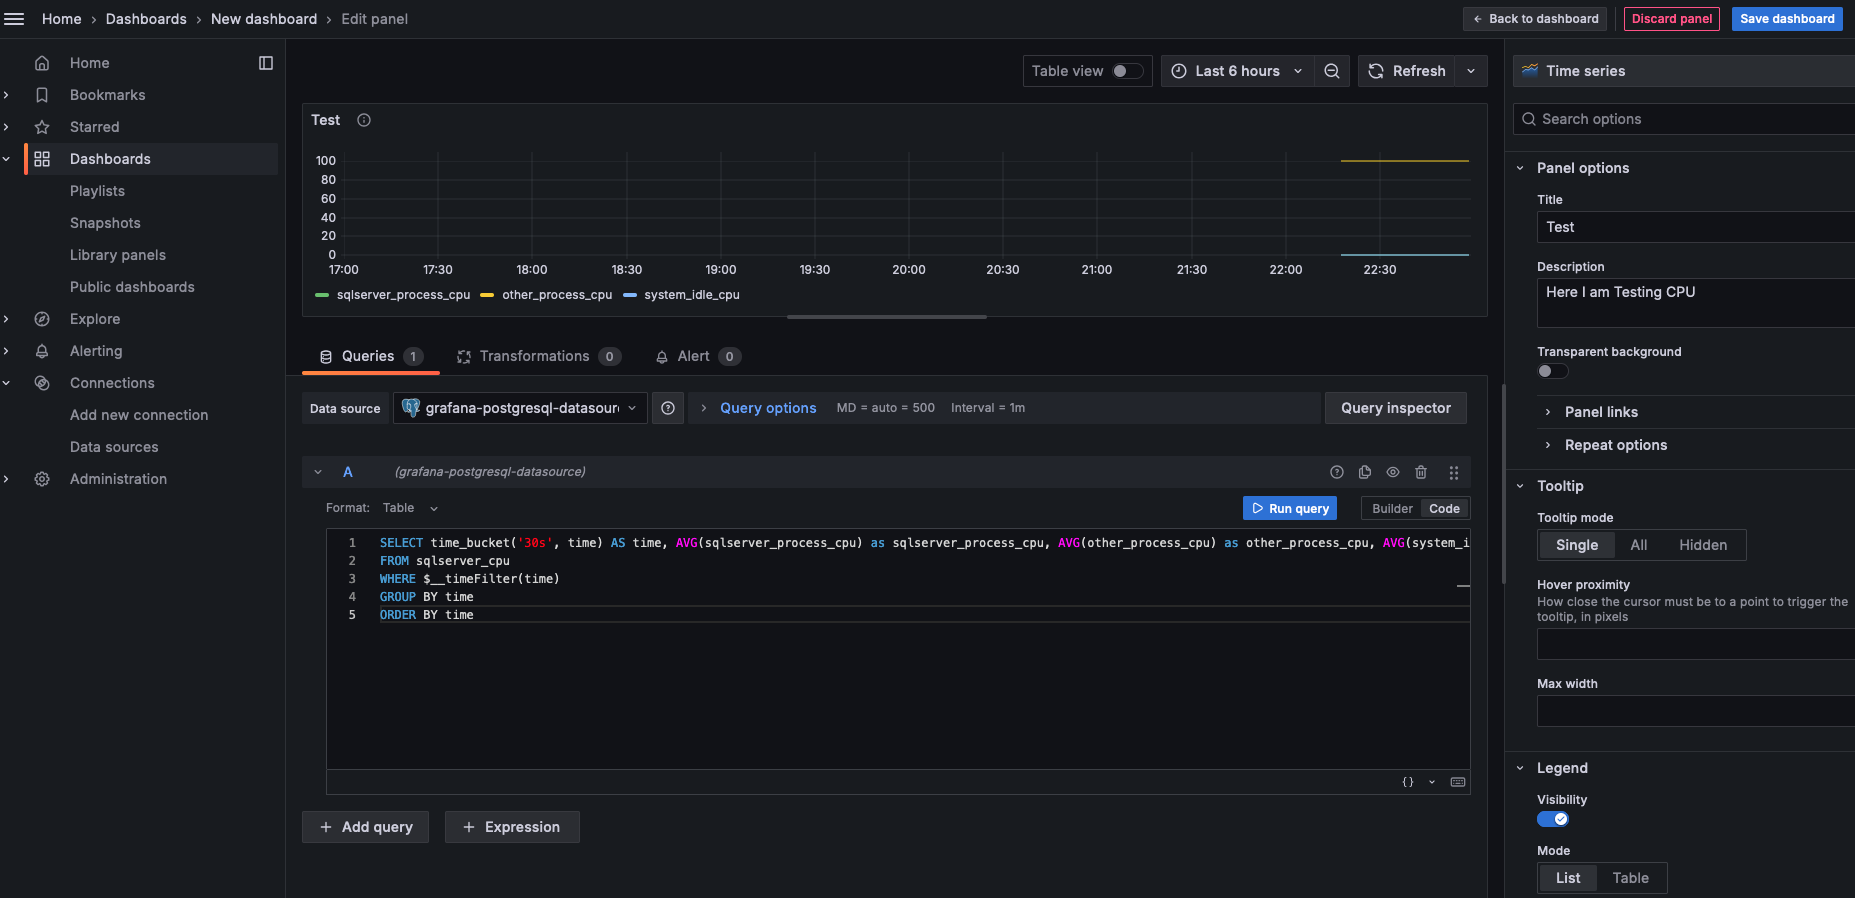 Home › Dashboards › New dashboard › Edit panel
← Back to dashboard
Discard panel
Save dashboard
Home
Bookmarks
Starred
Dashboards
Playlists
Snapshots
Library panels
Public dashboards
Explore
Alerting
Connections
Add new connection
Data sources
Administration
Table view
Last 6 hours
Refresh
Test
100
80
60
40
20
0
17:00 17:30 18:00 18:30 19:00 19:30 20:00 20:30 21:00 21:30 22:00 22:30
sqlserver_process_cpu other_process_cpu system_idle_cpu
Queries 1 Transformations 0 Alert 0
Data source grafana-postgresql-datasour
Query options MD = auto = 500 Interval = 1m
Query inspector
A (grafana-postgresql-datasource)
Format: Table
Run query
Builder Code
1 SELECT time_bucket('30s', time) AS time, AVG(sqlserver_process_cpu) as sqlserver_process_cpu, AVG(other_process_cpu) as other_process_cpu, AVG(system_i
2 FROM sqlserver_cpu
3 WHERE $__timeFilter(time)
4 GROUP BY time
5 ORDER BY time
{}
+ Add query
+ Expression
Time series
Search options
Panel options
Title
Test
Description
Here I am Testing CPU
Transparent background
Panel links
Repeat options
Tooltip
Tooltip mode
Single All Hidden
Hover proximity
How close the cursor must be to a point to trigger the
tooltip, in pixels
Max width
Legend
Visibility
Mode
List Table